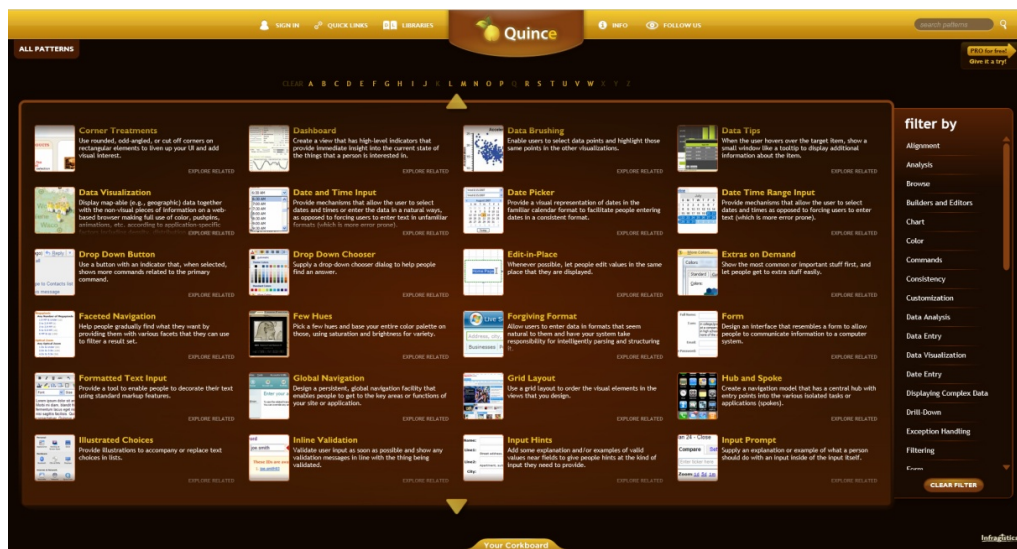 SIGN IN QUICK LINKS LIBRARIES Quince INFO FOLLOW US search patterns
ALL PATTERNS
PRO for free!
Give it a try!
CLEAR A B C D E F G H I J K L M N O P Q R S T U V W X Y Z
Corner Treatments
Use rounded, odd-angled, or cut off corners on
rectangular elements to liven up your UI and add
visual interest.
EXPLORE RELATED
Dashboard
Create a view that has high-level indicators that
provide immediate insight into the current state of
the things that a person is interested in.
EXPLORE RELATED
Data Brushing
Enable users to select data points and highlight those
same points in the other visualizations.
EXPLORE RELATED
Data Tips
When the user hovers over the target item, show a
small window like a tooltip to display additional
information about the item.
EXPLORE RELATED
Data Visualization
Display map-able (e.g., geographic) data together
with the non-visual pieces of information on a web-
based browser making full use of color, pushpins,
animations, etc. according to application-specific
EXPLORE RELATED
Date and Time Input
Provide mechanisms that allow the user to select
dates and times or enter the data in a natural ways,
as opposed to forcing users to enter text in unfamiliar
formats (which is more error prone).
EXPLORE RELATED
Date Picker
Provide a visual representation of dates in the
familiar calendar format to facilitate people entering
dates in a consistent format.
EXPLORE RELATED
Date Time Range Input
Provide mechanisms that allow the user to select
dates and times as opposed to forcing users to enter
text (which is more error prone).
EXPLORE RELATED
Drop Down Button
Use a button with an indicator that, when selected,
shows more commands related to the primary
command.
EXPLORE RELATED
Drop Down Chooser
Supply a drop-down chooser dialog to help people
find an answer.
EXPLORE RELATED
Edit-in-Place
Whenever possible, let people edit values in the same
place that they are displayed.
EXPLORE RELATED
Extras on Demand
Show the most common or important stuff first, and
let people get to extra stuff easily.
EXPLORE RELATED
Faceted Navigation
Help people gradually find what they want by
providing them with various facets that they can use
to filter a result set.
EXPLORE RELATED
Few Hues
Pick a few hues and base your entire color palette on
those, using saturation and brightness for variety.
EXPLORE RELATED
Forgiving Format
Allow users to enter data in formats that seem
natural to them and have your system take
responsibility for intelligently parsing and structuring
it.
EXPLORE RELATED
Form
Design an interface that resembles a form to allow
people to communicate information to a computer
system.
EXPLORE RELATED
Formatted Text Input
Provide a tool to enable people to decorate their text
using standard markup features.
EXPLORE RELATED
Global Navigation
Design a persistent, global navigation facility that
enables people to get to the key areas or functions of
your site or application.
EXPLORE RELATED
Grid Layout
Use a grid layout to order the visual elements in the
views that you design.
EXPLORE RELATED
Hub and Spoke
Create a navigation model that has a central hub with
entry points into the various isolated tasks or
applications (spokes).
EXPLORE RELATED
Illustrated Choices
Provide illustrations to accompany or replace text
choices in lists.
EXPLORE RELATED
Inline Validation
Validate user input as soon as possible and show any
validation messages in line with the thing being
validated.
EXPLORE RELATED
Input Hints
Add some explanation and/or examples of valid
values near fields to give people hints at the kind of
input they need to provide.
EXPLORE RELATED
Input Prompt
Supply an explanation or example of what a person
should do with an input inside of the input itself.
EXPLORE RELATED
filter by
Alignment
Analysis
Browse
Builders and Editors
Chart
Color
Commands
Consistency
Customization
Data Analysis
Data Entry
Data Visualization
Date Entry
Displaying Complex Data
Drill-Down
Exception Handling
Filtering
Form
CLEAR FILTER
Your Corkboard
Infragistics